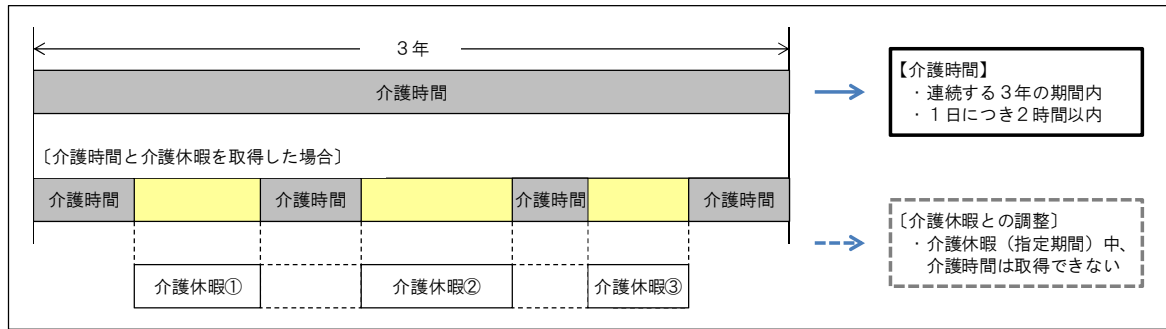 3年
介護時間
【介護時間】
・連続する3年の期間内
・1日につき2時間以内
〔介護時間と介護休暇を取得した場合〕
介護時間 介護時間 介護時間 介護時間
〔介護休暇との調整〕
・介護休暇（指定期間）中、
介護時間は取得できない
介護休暇① 介護休暇② 介護休暇③